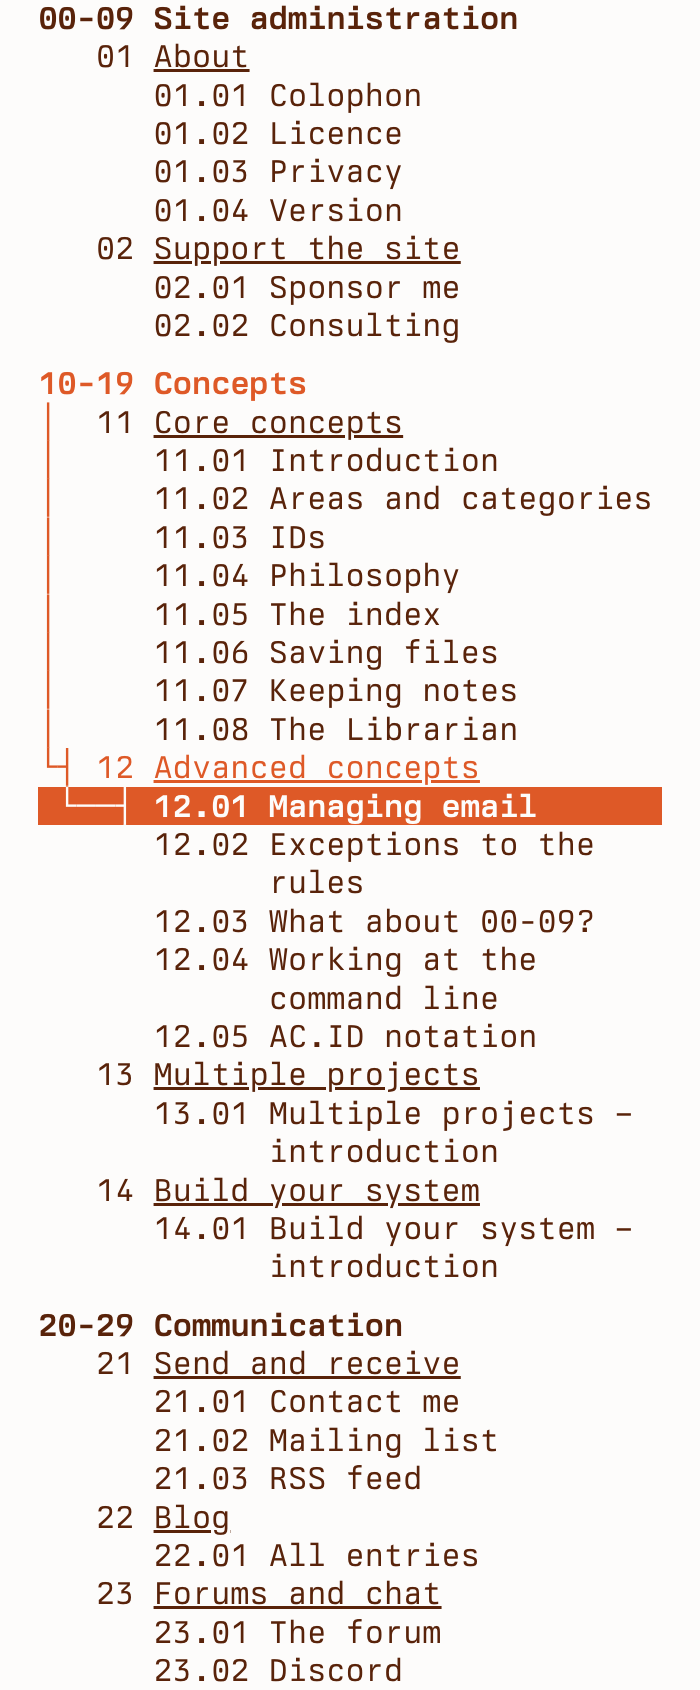 00-09 Site administration
01 About
01.01 Colophon
01.02 Licence
01.03 Privacy
01.04 Version
02 Support the site
02.01 Sponsor me
02.02 Consulting
10-19 Concepts
11 Core concepts
11.01 Introduction
11.02 Areas and categories
11.03 IDs
11.04 Philosophy
11.05 The index
11.06 Saving files
11.07 Keeping notes
11.08 The Librarian
12 Advanced concepts
12.01 Managing email
12.02 Exceptions to the
rules
12.03 What about 00-09?
12.04 Working at the
command line
12.05 AC.ID notation
13 Multiple projects
13.01 Multiple projects –
introduction
14 Build your system
14.01 Build your system –
introduction
20-29 Communication
21 Send and receive
21.01 Contact me
21.02 Mailing list
21.03 RSS feed
22 Blog
22.01 All entries
23 Forums and chat
23.01 The forum
23.02 Discord